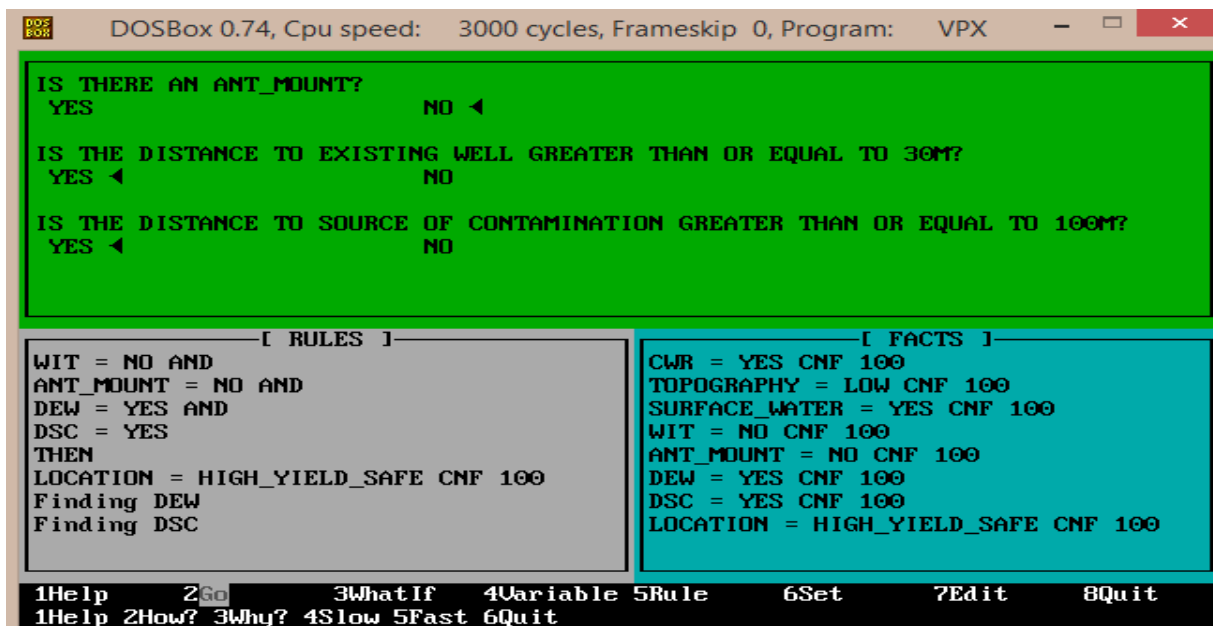 DOS BOX DOSBox 0.74, Cpu speed: 3000 cycles, Frameskip 0, Program: VPX
IS THERE AN ANT_MOUNT?
YES NO ◄
IS THE DISTANCE TO EXISTING WELL GREATER THAN OR EQUAL TO 30M?
YES ◄ NO
IS THE DISTANCE TO SOURCE OF CONTAMINATION GREATER THAN OR EQUAL TO 100M?
YES ◄ NO
[ RULES ]
WIT = NO AND
ANT_MOUNT = NO AND
DEW = YES AND
DSC = YES
THEN
LOCATION = HIGH_YIELD_SAFE CNF 100
Finding DEW
Finding DSC
[ FACTS ]
CWR = YES CNF 100
TOPOGRAPHY = LOW CNF 100
SURFACE_WATER = YES CNF 100
WIT = NO CNF 100
ANT_MOUNT = NO CNF 100
DEW = YES CNF 100
DSC = YES CNF 100
LOCATION = HIGH_YIELD_SAFE CNF 100
1Help 2Go 3WhatIf 4Variable 5Rule 6Set 7Edit 8Quit
1Help 2How? 3Why? 4Slow 5Fast 6Quit